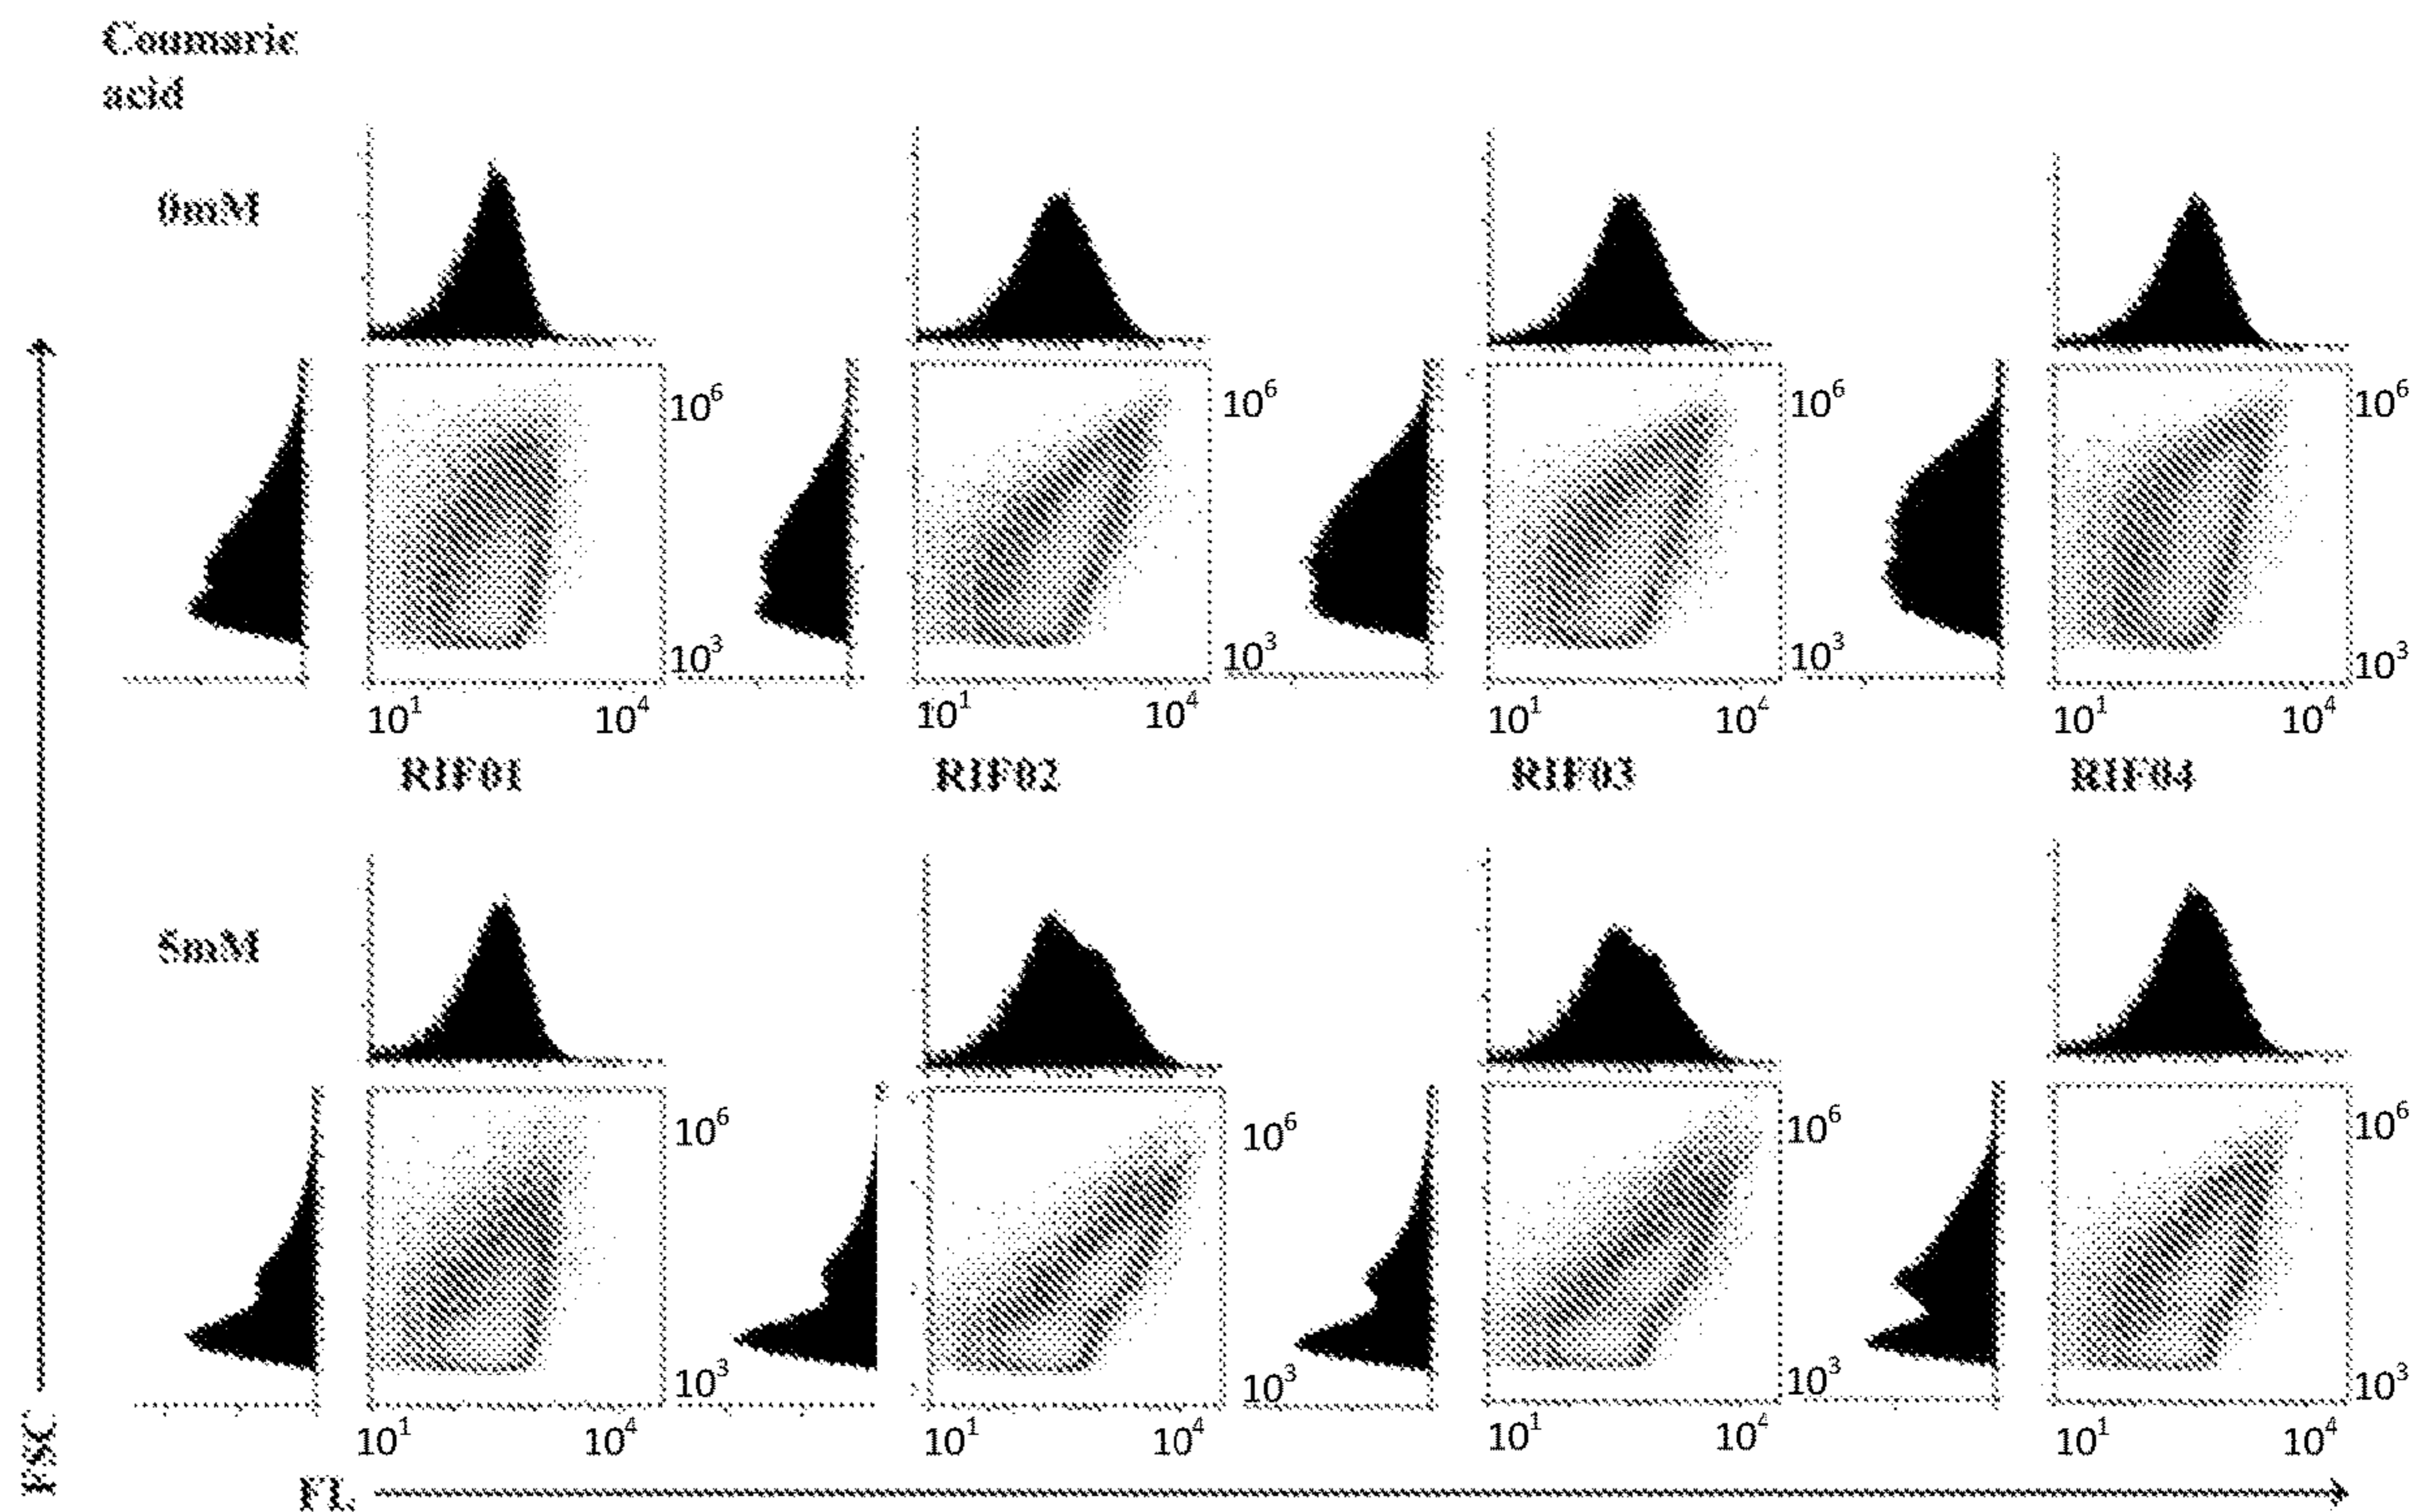 Coumaric
acid
0mM
10⁶ 10⁶ 10⁶ 10⁶
10³ 10³ 10³ 10³
10¹ 10⁴ 10¹ 10⁴ 10¹ 10⁴ 10¹ 10⁴
RIF01 RIF02 RIF03 RIF04
5mM
10⁶ 10⁶ 10⁶ 10⁶
10³ 10³ 10³ 10³
10¹ 10⁴ 10¹ 10⁴ 10¹ 10⁴ 10¹ 10⁴
FSC
FL